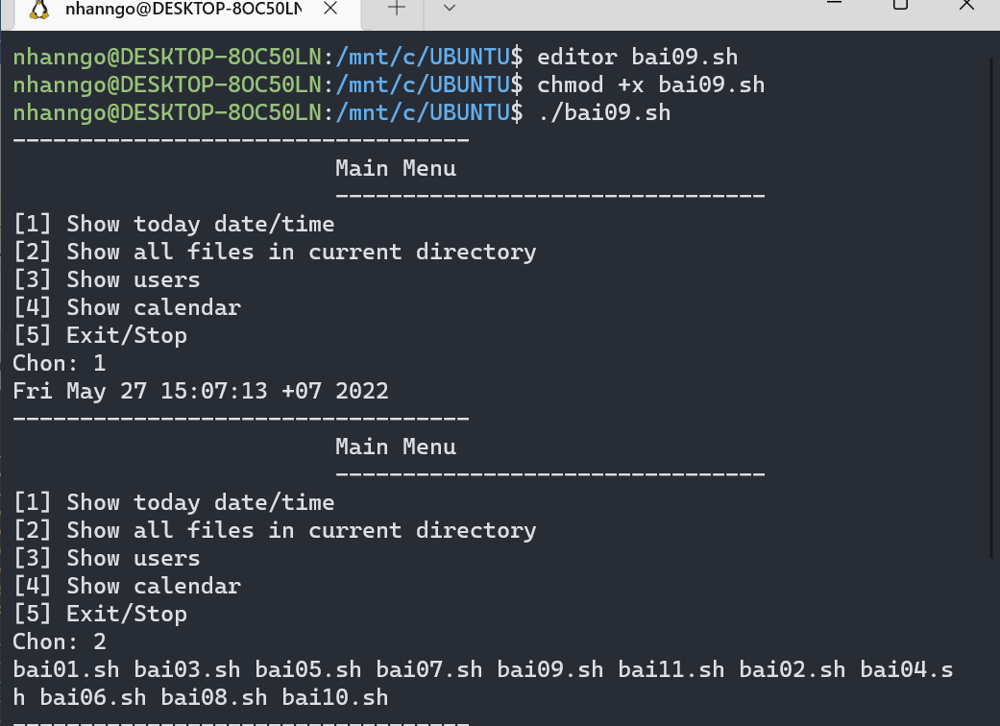 nhanngo@DESKTOP-8OC50LN
nhanngo@DESKTOP-8OC50LN:/mnt/c/UBUNTU$ editor bai09.sh
nhanngo@DESKTOP-8OC50LN:/mnt/c/UBUNTU$ chmod +x bai09.sh
nhanngo@DESKTOP-8OC50LN:/mnt/c/UBUNTU$ ./bai09.sh
----------------------------------
Main Menu
--------------------------------
[1] Show today date/time
[2] Show all files in current directory
[3] Show users
[4] Show calendar
[5] Exit/Stop
Chon: 1
Fri May 27 15:07:13 +07 2022
----------------------------------
Main Menu
--------------------------------
[1] Show today date/time
[2] Show all files in current directory
[3] Show users
[4] Show calendar
[5] Exit/Stop
Chon: 2
bai01.sh bai03.sh bai05.sh bai07.sh bai09.sh bai11.sh bai02.sh bai04.s
h bai06.sh bai08.sh bai10.sh
----------------------------------